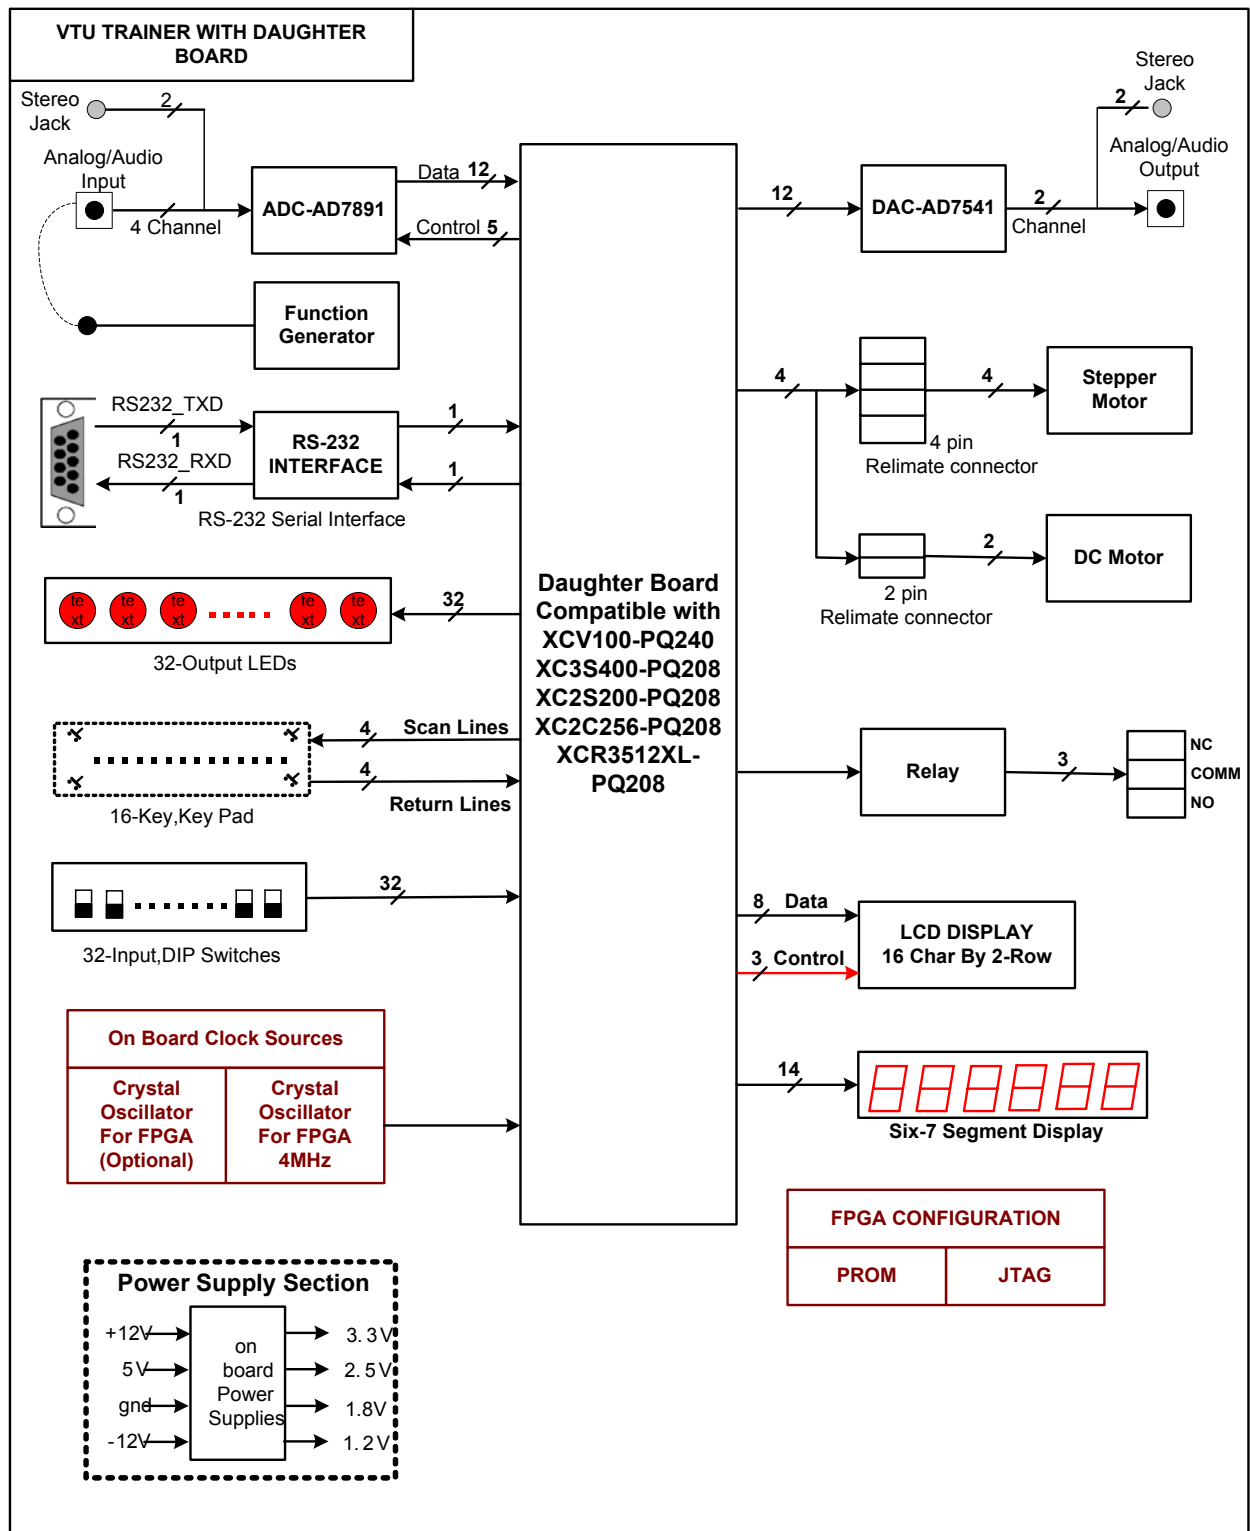 VTU TRAINER WITH DAUGHTER
BOARD
Stereo
Jack
2
Analog/Audio
Input
4 Channel
ADC-AD7891
Data 12
Control 5
Function
Generator
RS232_TXD
1
RS232_RXD
1
RS-232
INTERFACE
1
1
RS-232 Serial Interface
te
xt
te
xt
te
xt
te
xt
te
xt
32
32-Output LEDs
4
Scan Lines
4
Return Lines
16-Key,Key Pad
32
32-Input,DIP Switches
On Board Clock Sources
Crystal
Oscillator
For FPGA
(Optional)
Crystal
Oscillator
For FPGA
4MHz
Power Supply Section
+12V
5V
gnd
-12V
on
board
Power
Supplies
3.3V
2.5V
1.8V
1.2V
Daughter Board
Compatible with
XCV100-PQ240
XC3S400-PQ208
XC2S200-PQ208
XC2C256-PQ208
XCR3512XL-
PQ208
Stereo
Jack
2
Analog/Audio
Output
12
DAC-AD7541
2
Channel
4
4
Stepper
Motor
4 pin
Relimate connector
2
DC Motor
2 pin
Relimate connector
Relay
3
NC
COMM
NO
8 Data
3 Control
LCD DISPLAY
16 Char By 2-Row
14
Six-7 Segment Display
FPGA CONFIGURATION
PROM
JTAG